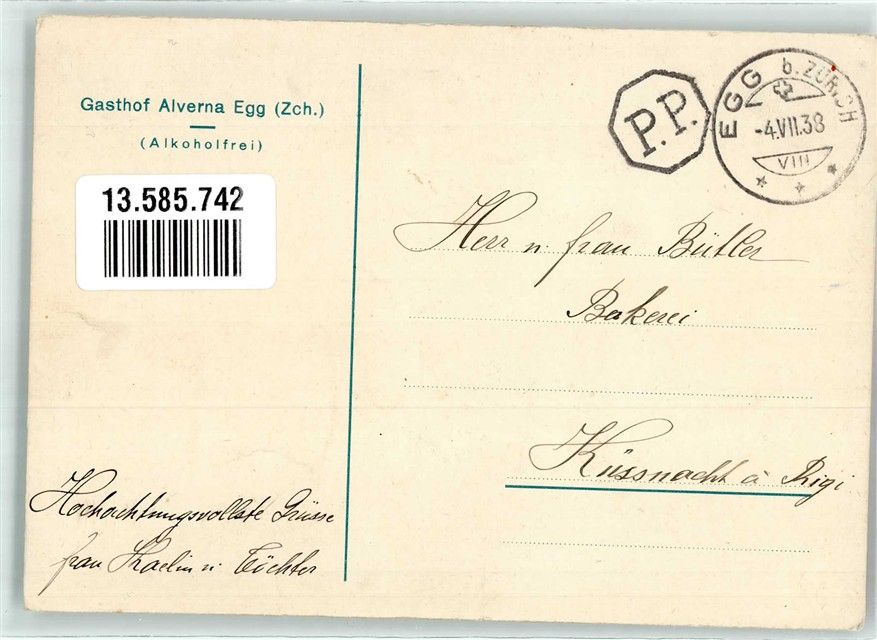 Gasthof Alverna Egg (Zch.)
(Alkoholfrei)
13.585.742
P.P.
EGG b. ZÜRICH
-4.VII.38
VIII
Herr u. frau Bütler
Bekerei
Küssnacht a Rigi
Hochachtungsvollste Grüsse
frau Kaelin u. Töchter